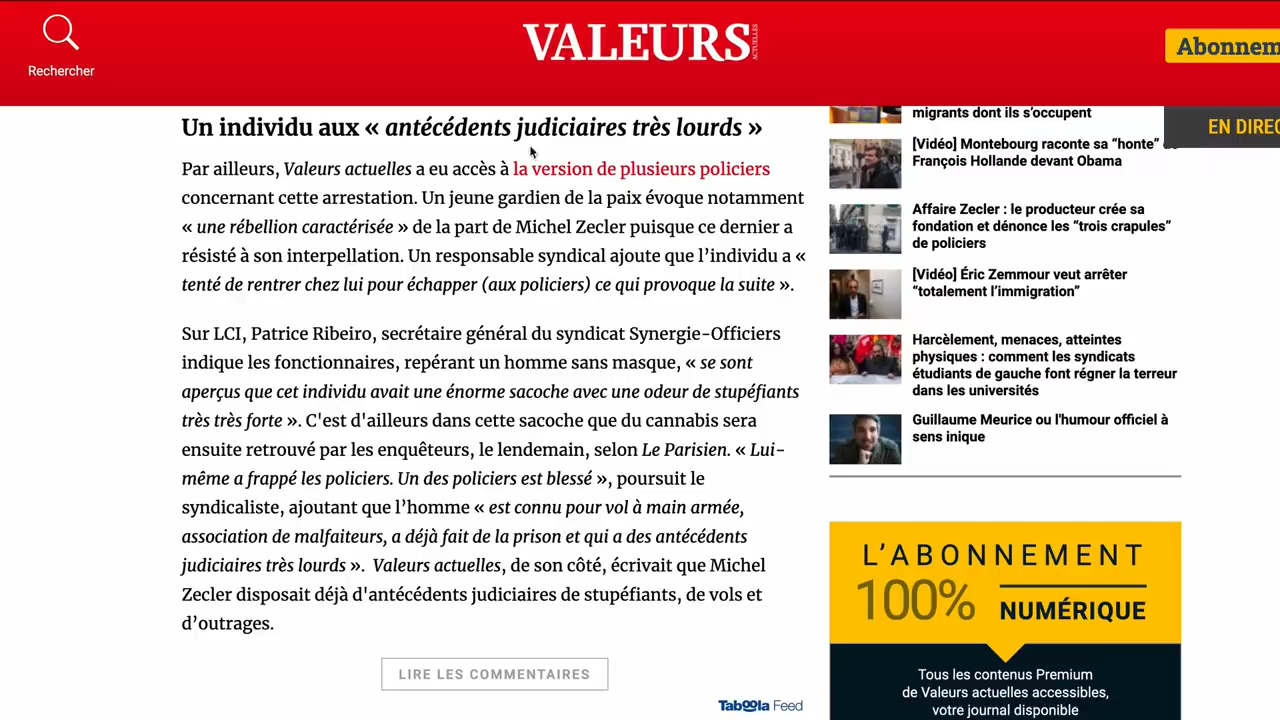 Rechercher
VALEURS
ACTUELLES
Abonnem
EN DIREC
Un individu aux « antécédents judiciaires très lourds »
Par ailleurs, Valeurs actuelles a eu accès à la version de plusieurs policiers
concernant cette arrestation. Un jeune gardien de la paix évoque notamment
« une rébellion caractérisée » de la part de Michel Zecler puisque ce dernier a
résisté à son interpellation. Un responsable syndical ajoute que l’individu a «
tenté de rentrer chez lui pour échapper (aux policiers) ce qui provoque la suite ».
Sur LCI, Patrice Ribeiro, secrétaire général du syndicat Synergie-Officiers
indique les fonctionnaires, repérant un homme sans masque, « se sont
aperçus que cet individu avait une énorme sacoche avec une odeur de stupéfiants
très très forte ». C'est d'ailleurs dans cette sacoche que du cannabis sera
ensuite retrouvé par les enquêteurs, le lendemain, selon Le Parisien. « Lui-
même a frappé les policiers. Un des policiers est blessé », poursuit le
syndicaliste, ajoutant que l’homme « est connu pour vol à main armée,
association de malfaiteurs, a déjà fait de la prison et qui a des antécédents
judiciaires très lourds ». Valeurs actuelles, de son côté, écrivait que Michel
Zecler disposait déjà d'antécédents judiciaires de stupéfiants, de vols et
d’outrages.
LIRE LES COMMENTAIRES
Taboola Feed
migrants dont ils s’occupent
[Vidéo] Montebourg raconte sa “honte” de
François Hollande devant Obama
Affaire Zecler : le producteur crée sa
fondation et dénonce les “trois crapules”
de policiers
[Vidéo] Éric Zemmour veut arrêter
“totalement l’immigration”
Harcèlement, menaces, atteintes
physiques : comment les syndicats
étudiants de gauche font régner la terreur
dans les universités
Guillaume Meurice ou l'humour officiel à
sens inique
L’ABONNEMENT
100% NUMÉRIQUE
Tous les contenus Premium
de Valeurs actuelles accessibles,
votre journal disponible